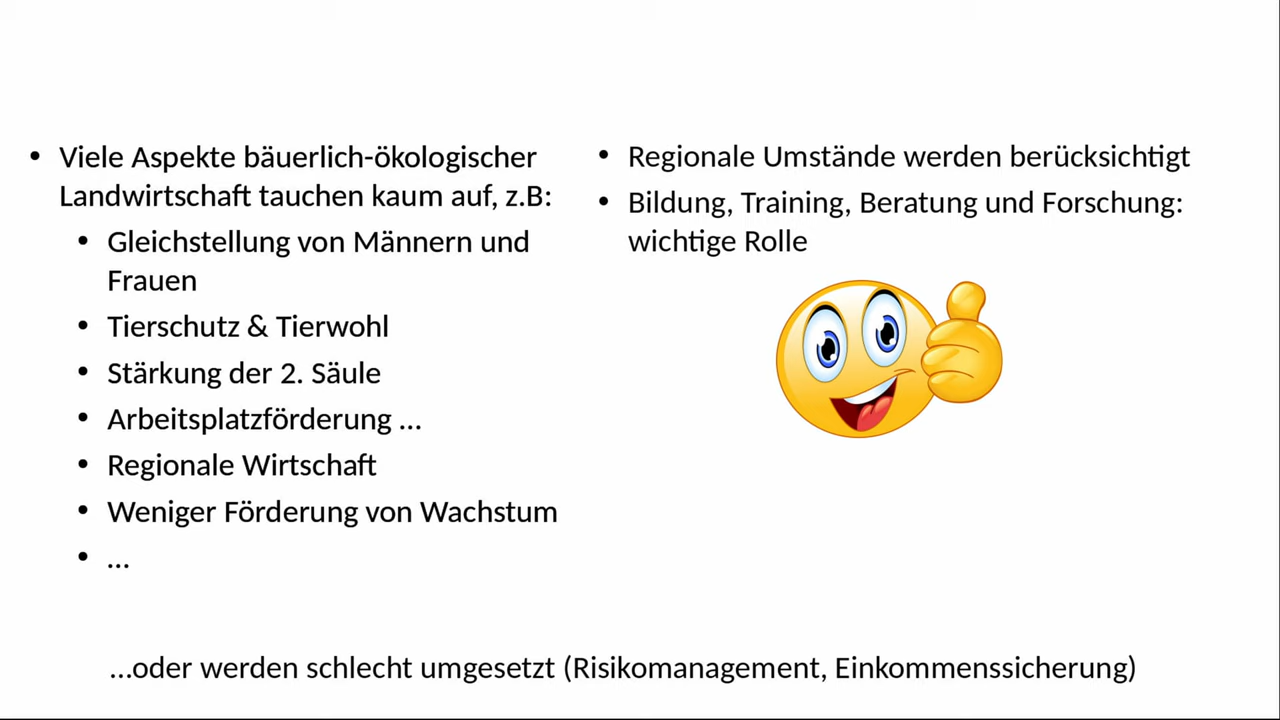 • Viele Aspekte bäuerlich-ökologischer
Landwirtschaft tauchen kaum auf, z.B:
• Gleichstellung von Männern und
Frauen
• Tierschutz & Tierwohl
• Stärkung der 2. Säule
• Arbeitsplatzförderung ...
• Regionale Wirtschaft
• Weniger Förderung von Wachstum
• ...
• Regionale Umstände werden berücksichtigt
• Bildung, Training, Beratung und Forschung:
wichtige Rolle
...oder werden schlecht umgesetzt (Risikomanagement, Einkommenssicherung)